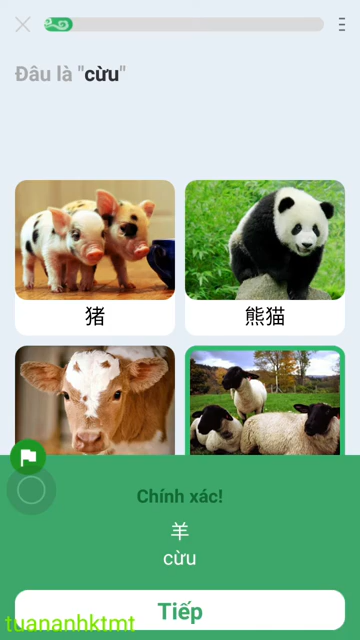 Đâu là "cừu"
猪
熊猫
Chính xác!
羊
cừu
Tiếp
tuananhktmt